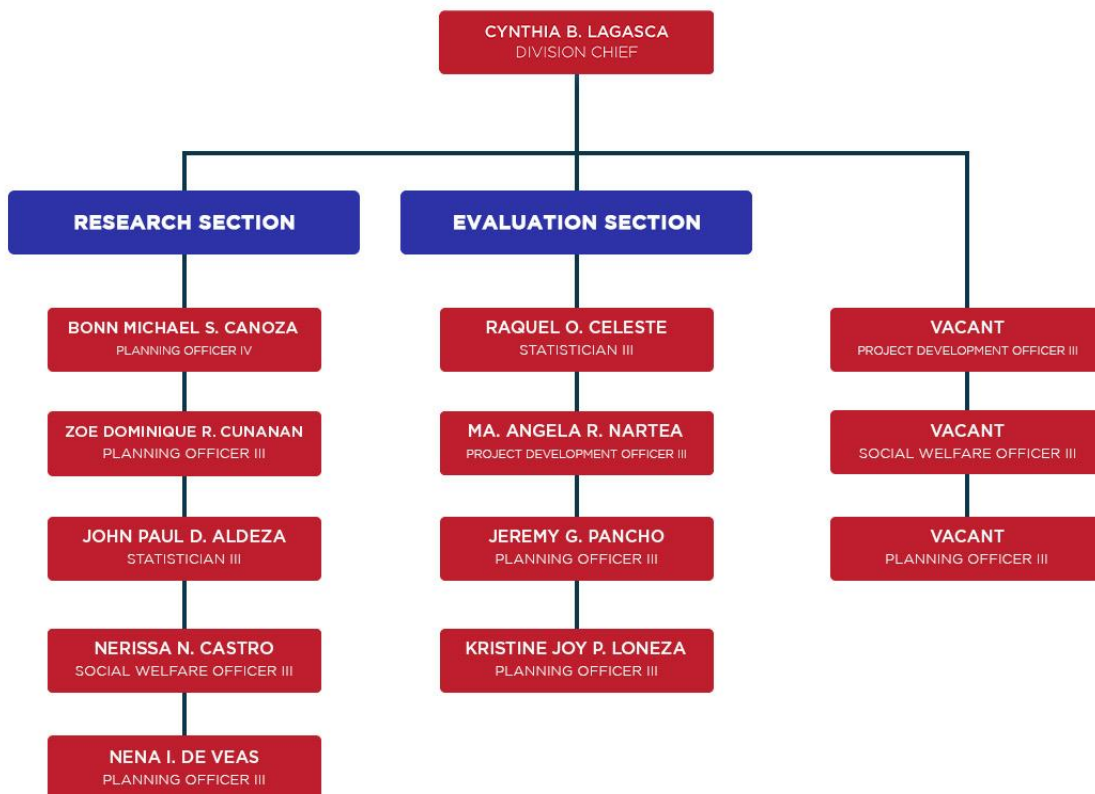 CYNTHIA B. LAGASCA
DIVISION CHIEF
RESEARCH SECTION
BONN MICHAEL S. CANOZA
PLANNING OFFICER IV
ZOE DOMINIQUE R. CUNANAN
PLANNING OFFICER III
JOHN PAUL D. ALDEZA
STATISTICIAN III
NERISSA N. CASTRO
SOCIAL WELFARE OFFICER III
NENA I. DE VEAS
PLANNING OFFICER III
EVALUATION SECTION
RAQUEL O. CELESTE
STATISTICIAN III
MA. ANGELA R. NARTEA
PROJECT DEVELOPMENT OFFICER III
JEREMY G. PANCHO
PLANNING OFFICER III
KRISTINE JOY P. LONEZA
PLANNING OFFICER III
VACANT
PROJECT DEVELOPMENT OFFICER III
VACANT
SOCIAL WELFARE OFFICER III
VACANT
PLANNING OFFICER III